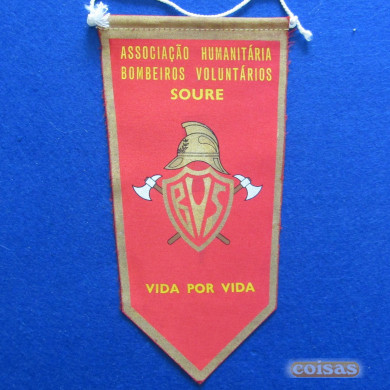 ASSOCIAÇÃO HUMANITÁRIA
BOMBEIROS VOLUNTÁRIOS
SOURE
BVS
VIDA POR VIDA
coisas